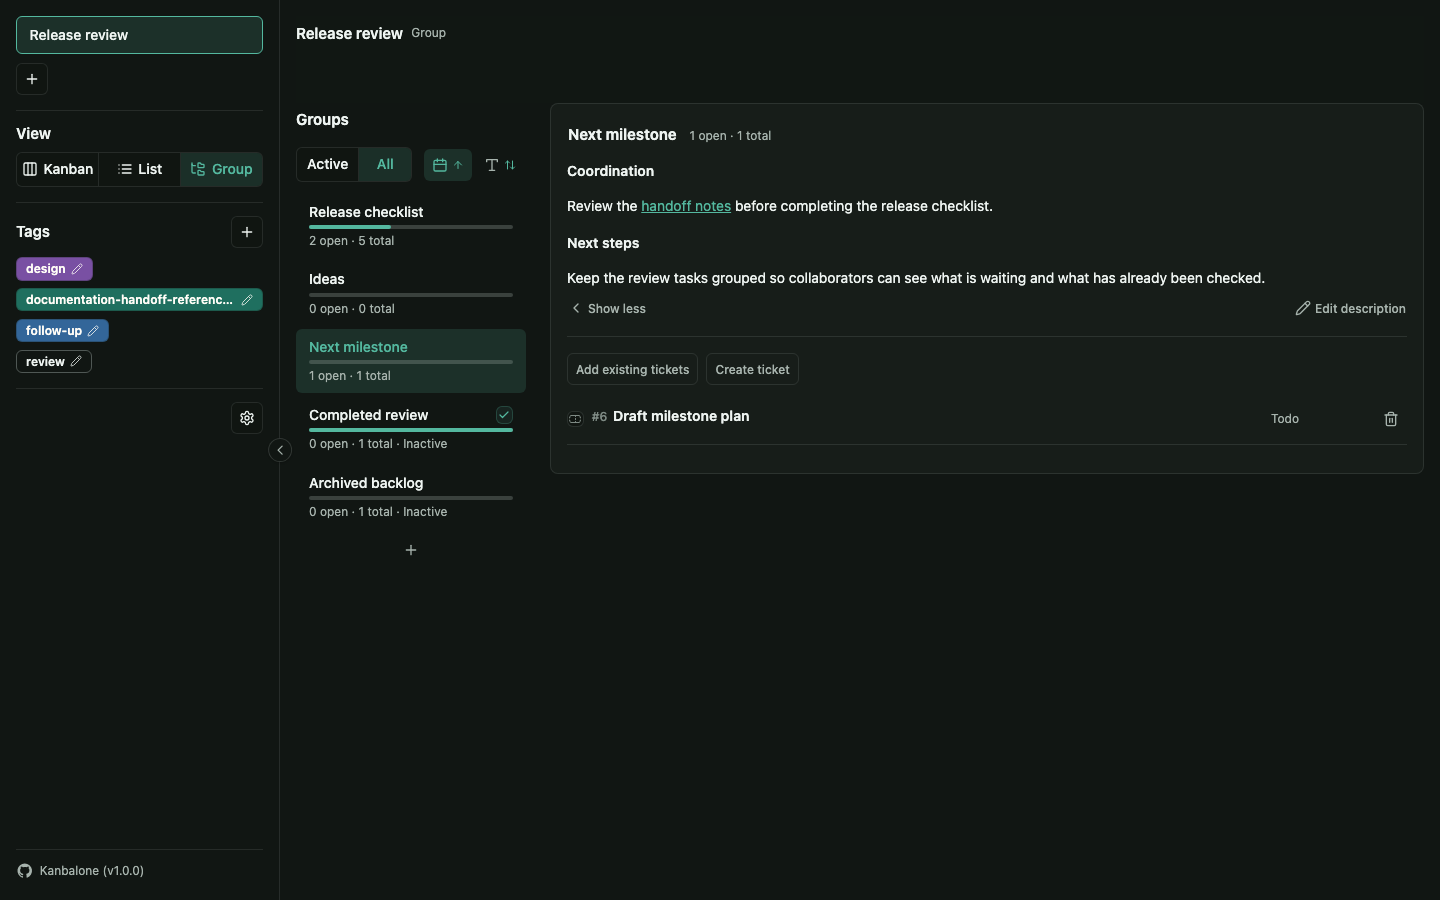 Release review
View
Kanban
List
Group
Tags
design
documentation-handoff-referenc...
follow-up
review
Kanbalone (v1.0.0)
Release review Group
Groups
Active
All
Release checklist
2 open · 5 total
Ideas
0 open · 0 total
Next milestone
1 open · 1 total
Completed review
0 open · 1 total · Inactive
Archived backlog
0 open · 1 total · Inactive
Next milestone 1 open · 1 total
Coordination
Review the handoff notes before completing the release checklist.
Next steps
Keep the review tasks grouped so collaborators can see what is waiting and what has already been checked.
Show less
Edit description
Add existing tickets
Create ticket
#6 Draft milestone plan
Todo